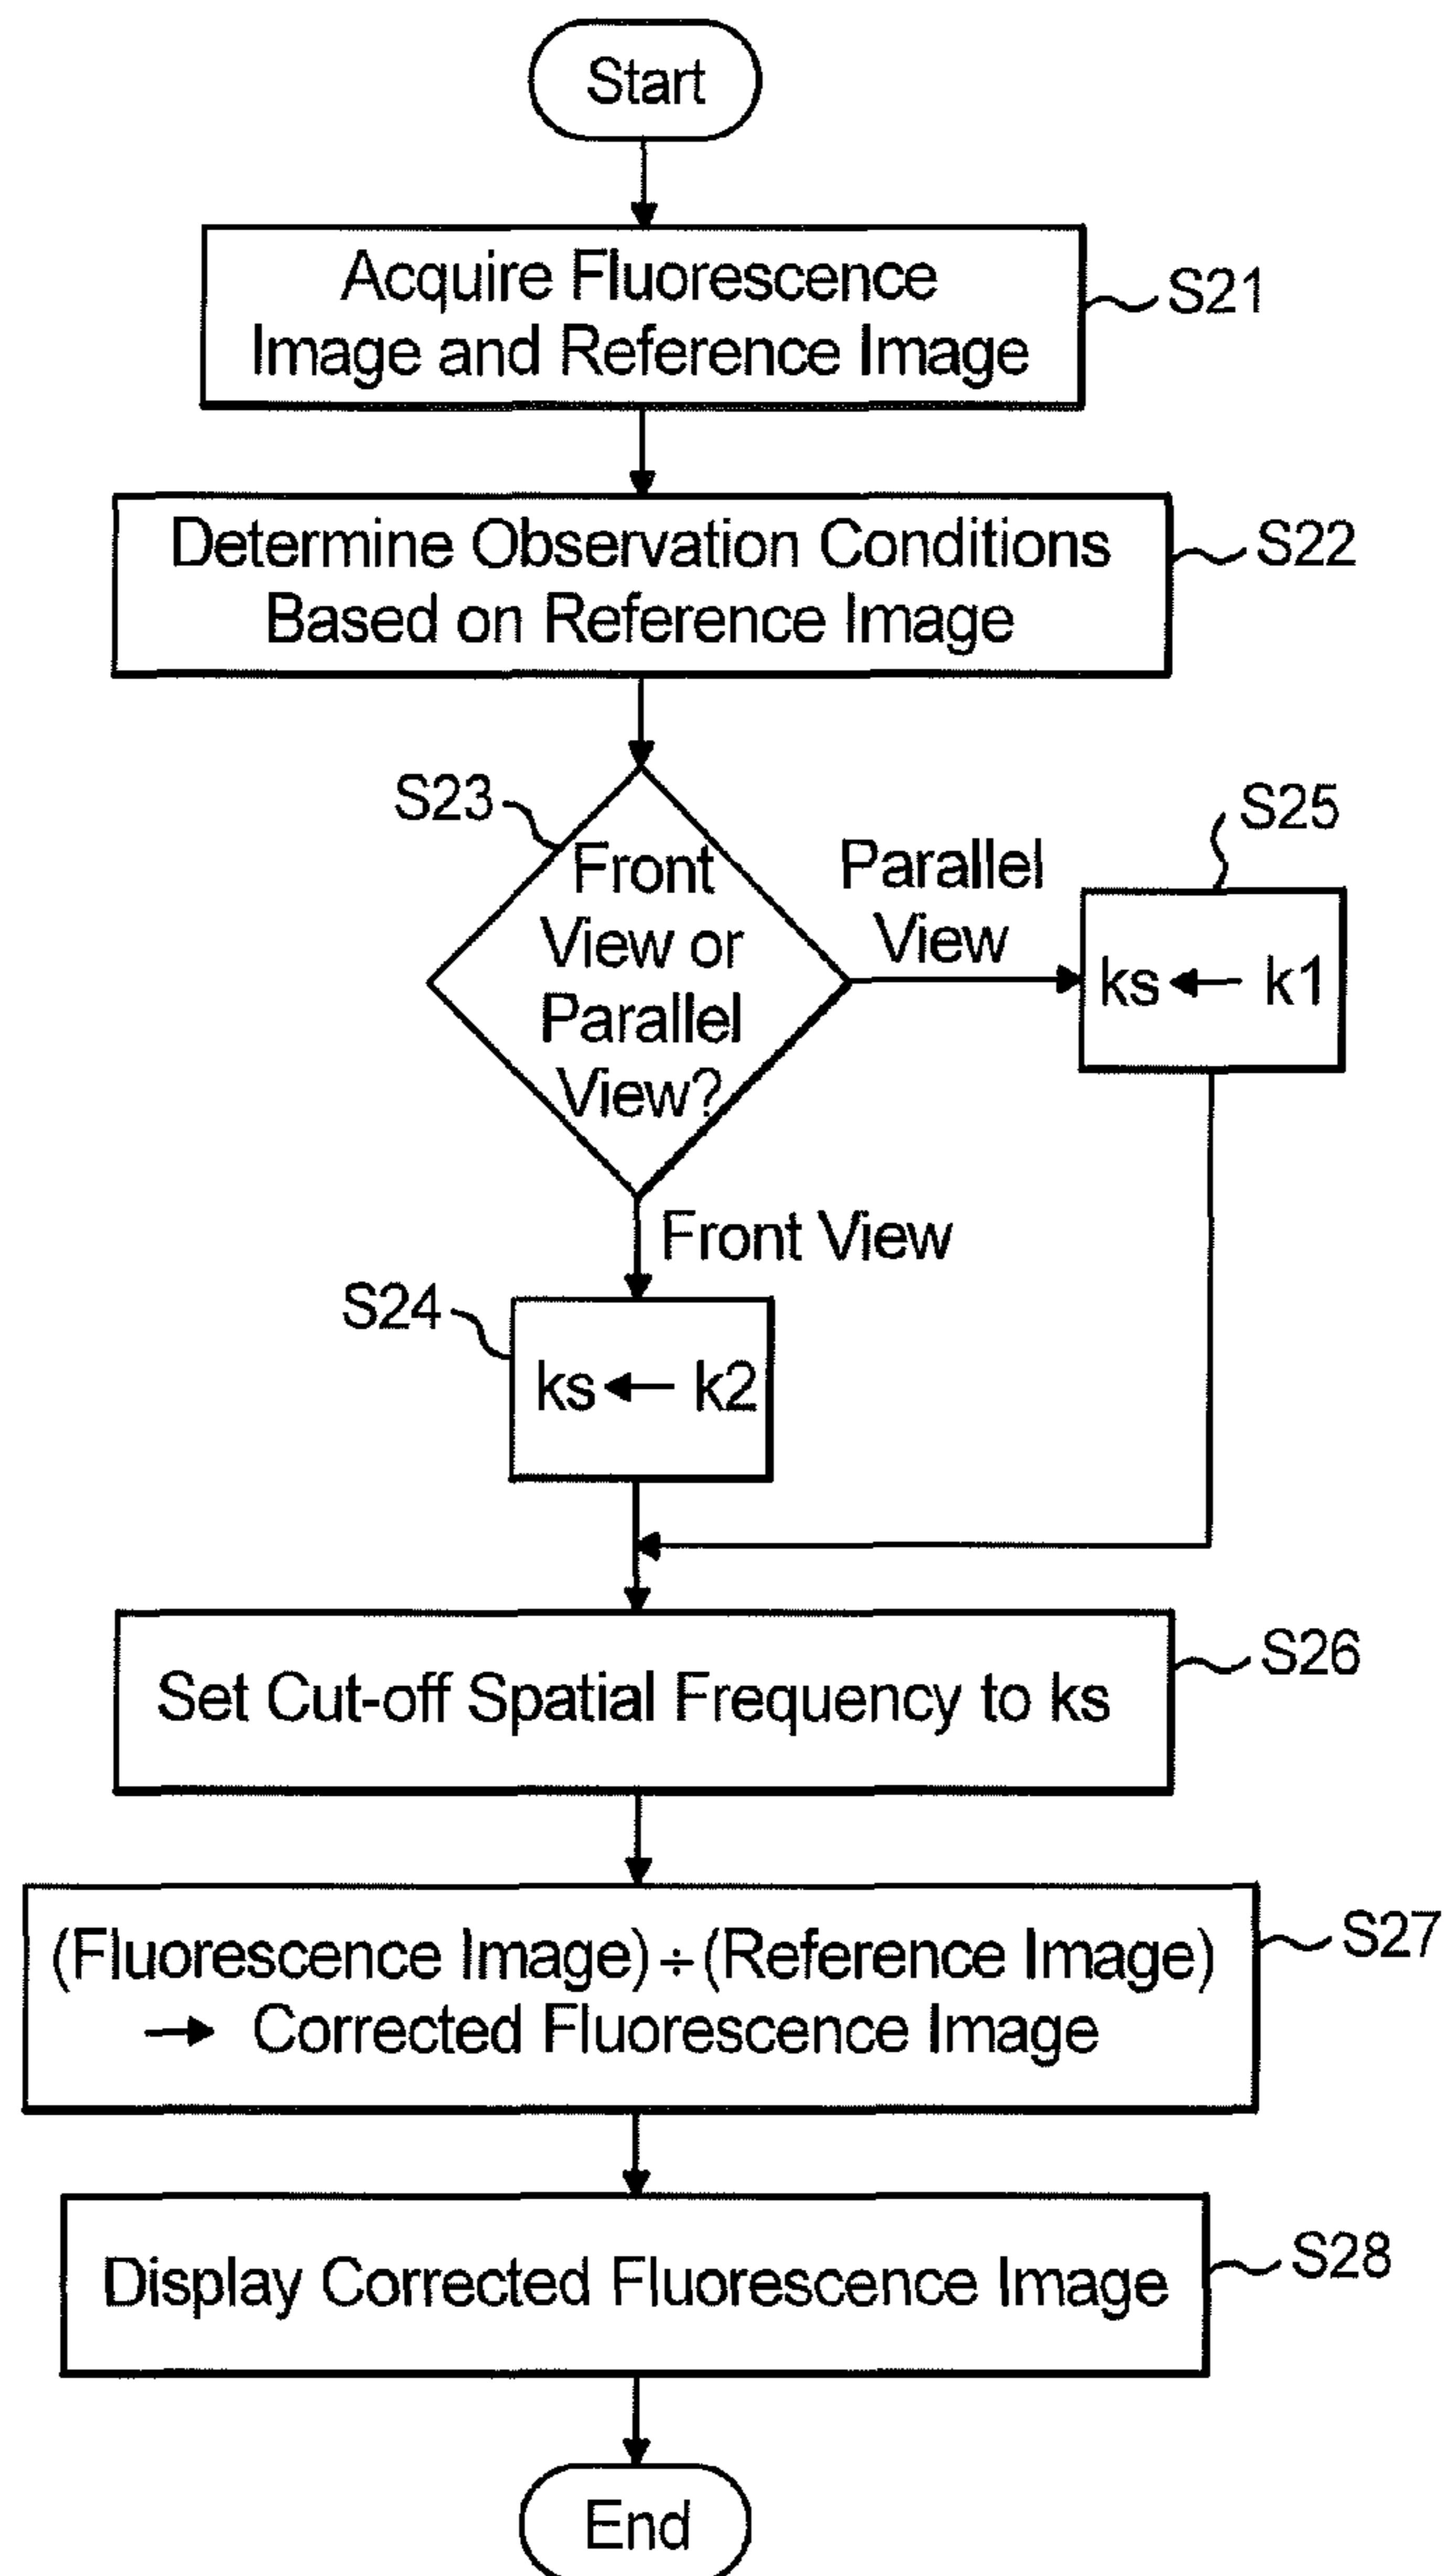 Start
Acquire Fluorescence
Image and Reference Image
S21
Determine Observation Conditions
Based on Reference Image
S22
S23
Front
View or
Parallel
View?
Parallel
View
S25
ks ← k1
Front View
S24
ks ← k2
Set Cut-off Spatial Frequency to ks
S26
(Fluorescence Image) ÷ (Reference Image)
→ Corrected Fluorescence Image
S27
Display Corrected Fluorescence Image
S28
End